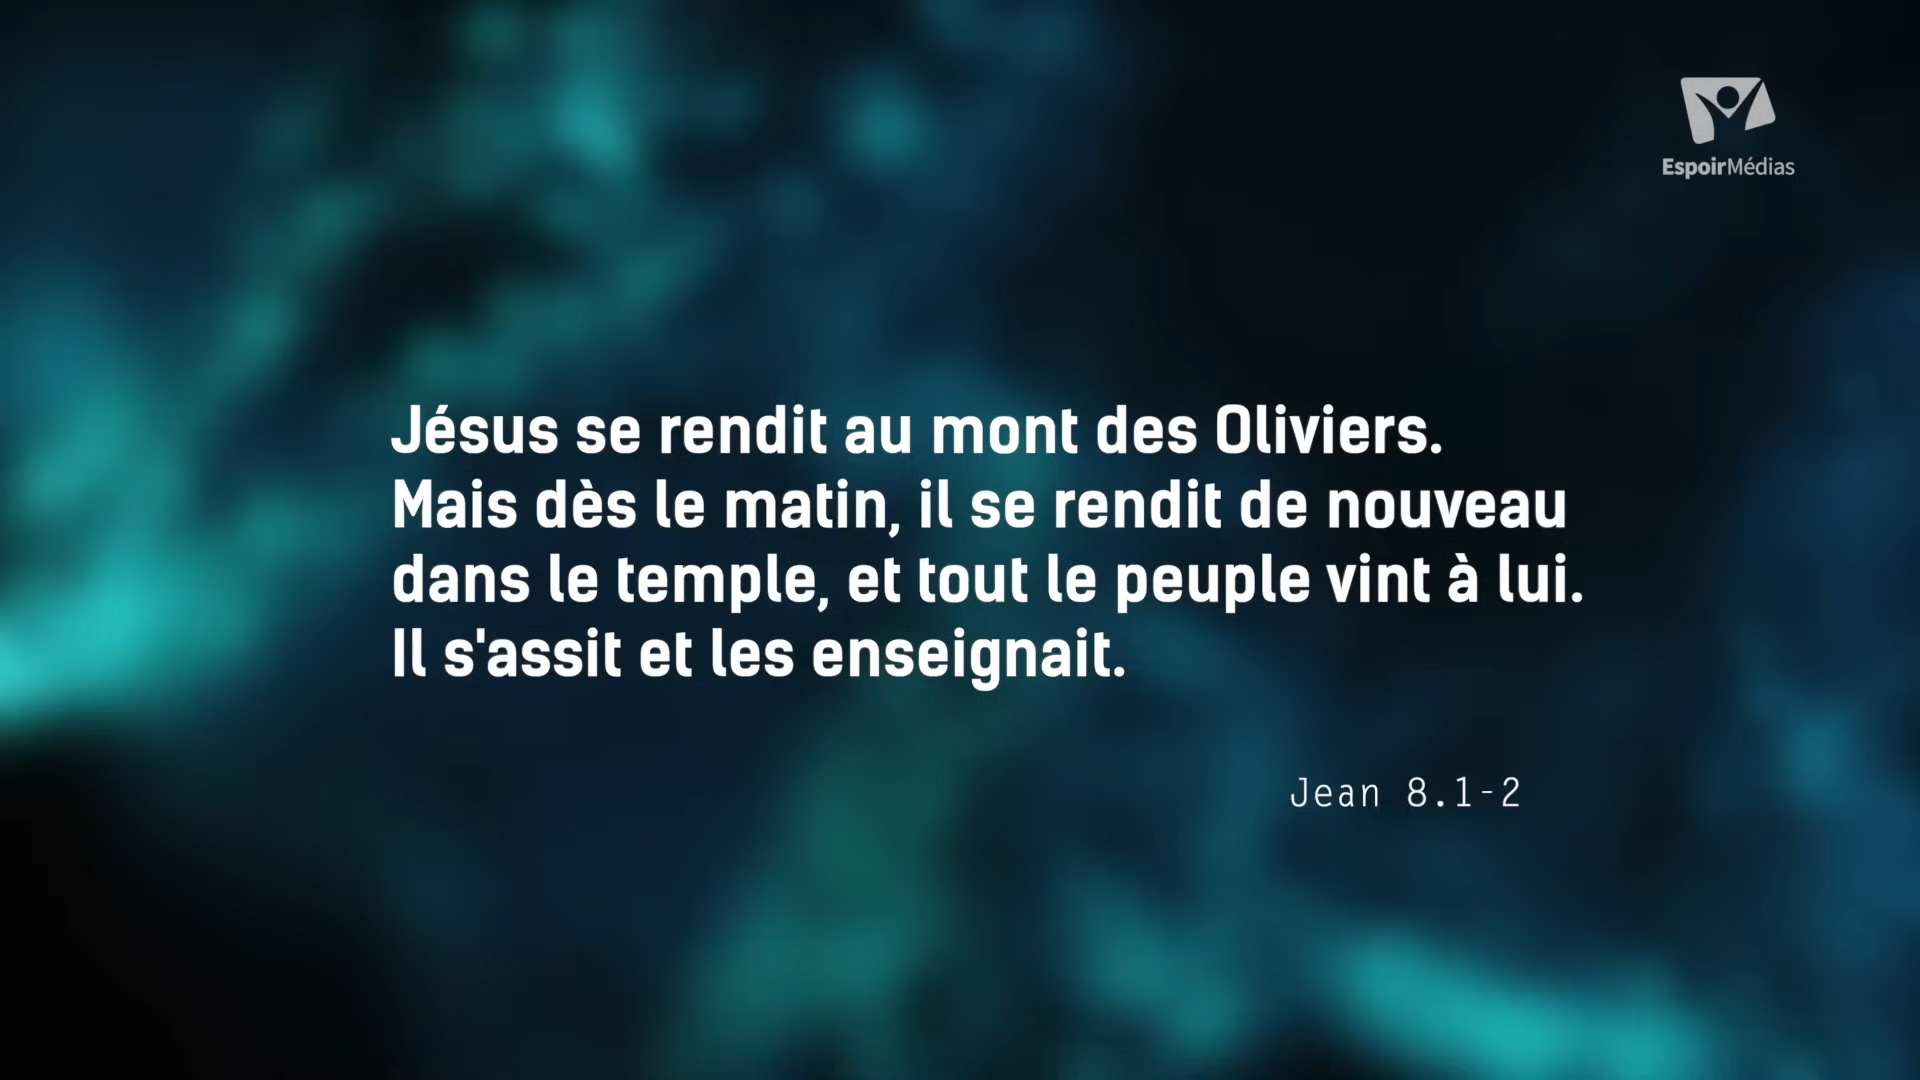 EspoirMédias
Jésus se rendit au mont des Oliviers.
Mais dès le matin, il se rendit de nouveau
dans le temple, et tout le peuple vint à lui.
Il s'assit et les enseignait.
Jean 8.1-2